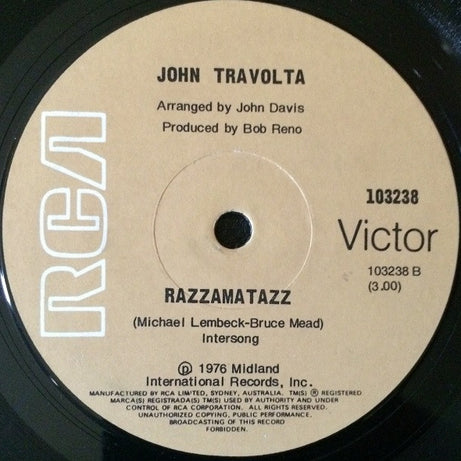 JOHN TRAVOLTA
Arranged by John Davis
Produced by Bob Reno
RCA
103238
Victor
103238 B
(3.00)
RAZZAMATAZZ
(Michael Lembeck-Bruce Mead)
Intersong
℗ 1976 Midland
International Records, Inc.
MANUFACTURED BY RCA LIMITED, SYDNEY, AUSTRALIA. TM(S) ® REGISTERED
MARCA(S) REGISTRADA(S) TM(S) USED BY AUTHORITY AND UNDER
CONTROL OF RCA CORPORATION. ALL RIGHTS RESERVED.
UNAUTHORIZED COPYING, PUBLIC PERFORMANCE,
BROADCASTING OF THIS RECORD
FORBIDDEN.